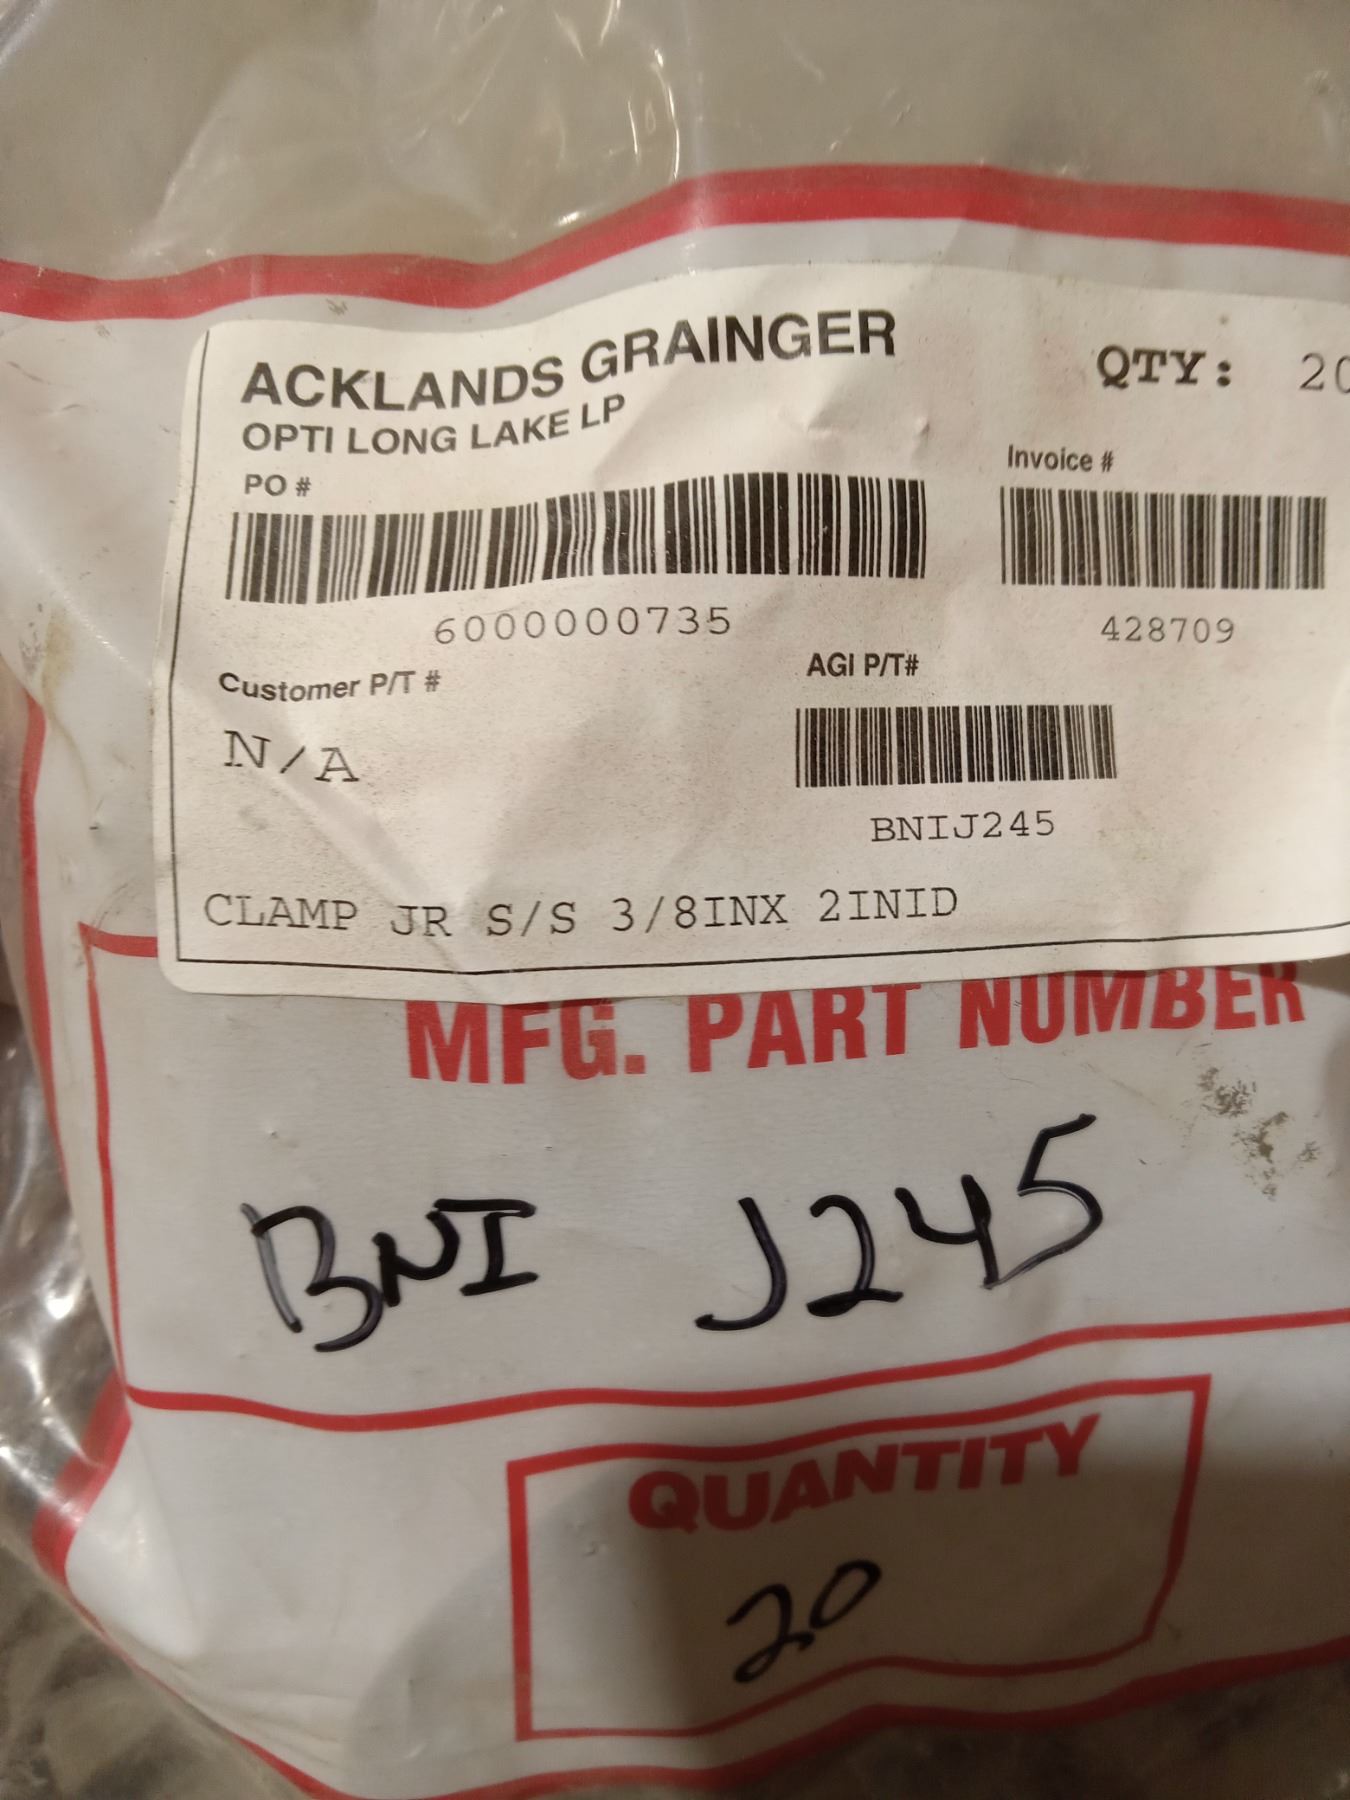 ACKLANDS GRAINGER
QTY: 20
OPTI LONG LAKE LP
PO #
Invoice #
6000000735
428709
Customer P/T #
AGI P/T#
N/A
BNIJ245
CLAMP JR S/S 3/8INX 2INID
MFG. PART NUMBER
BNI J245
QUANTITY
20